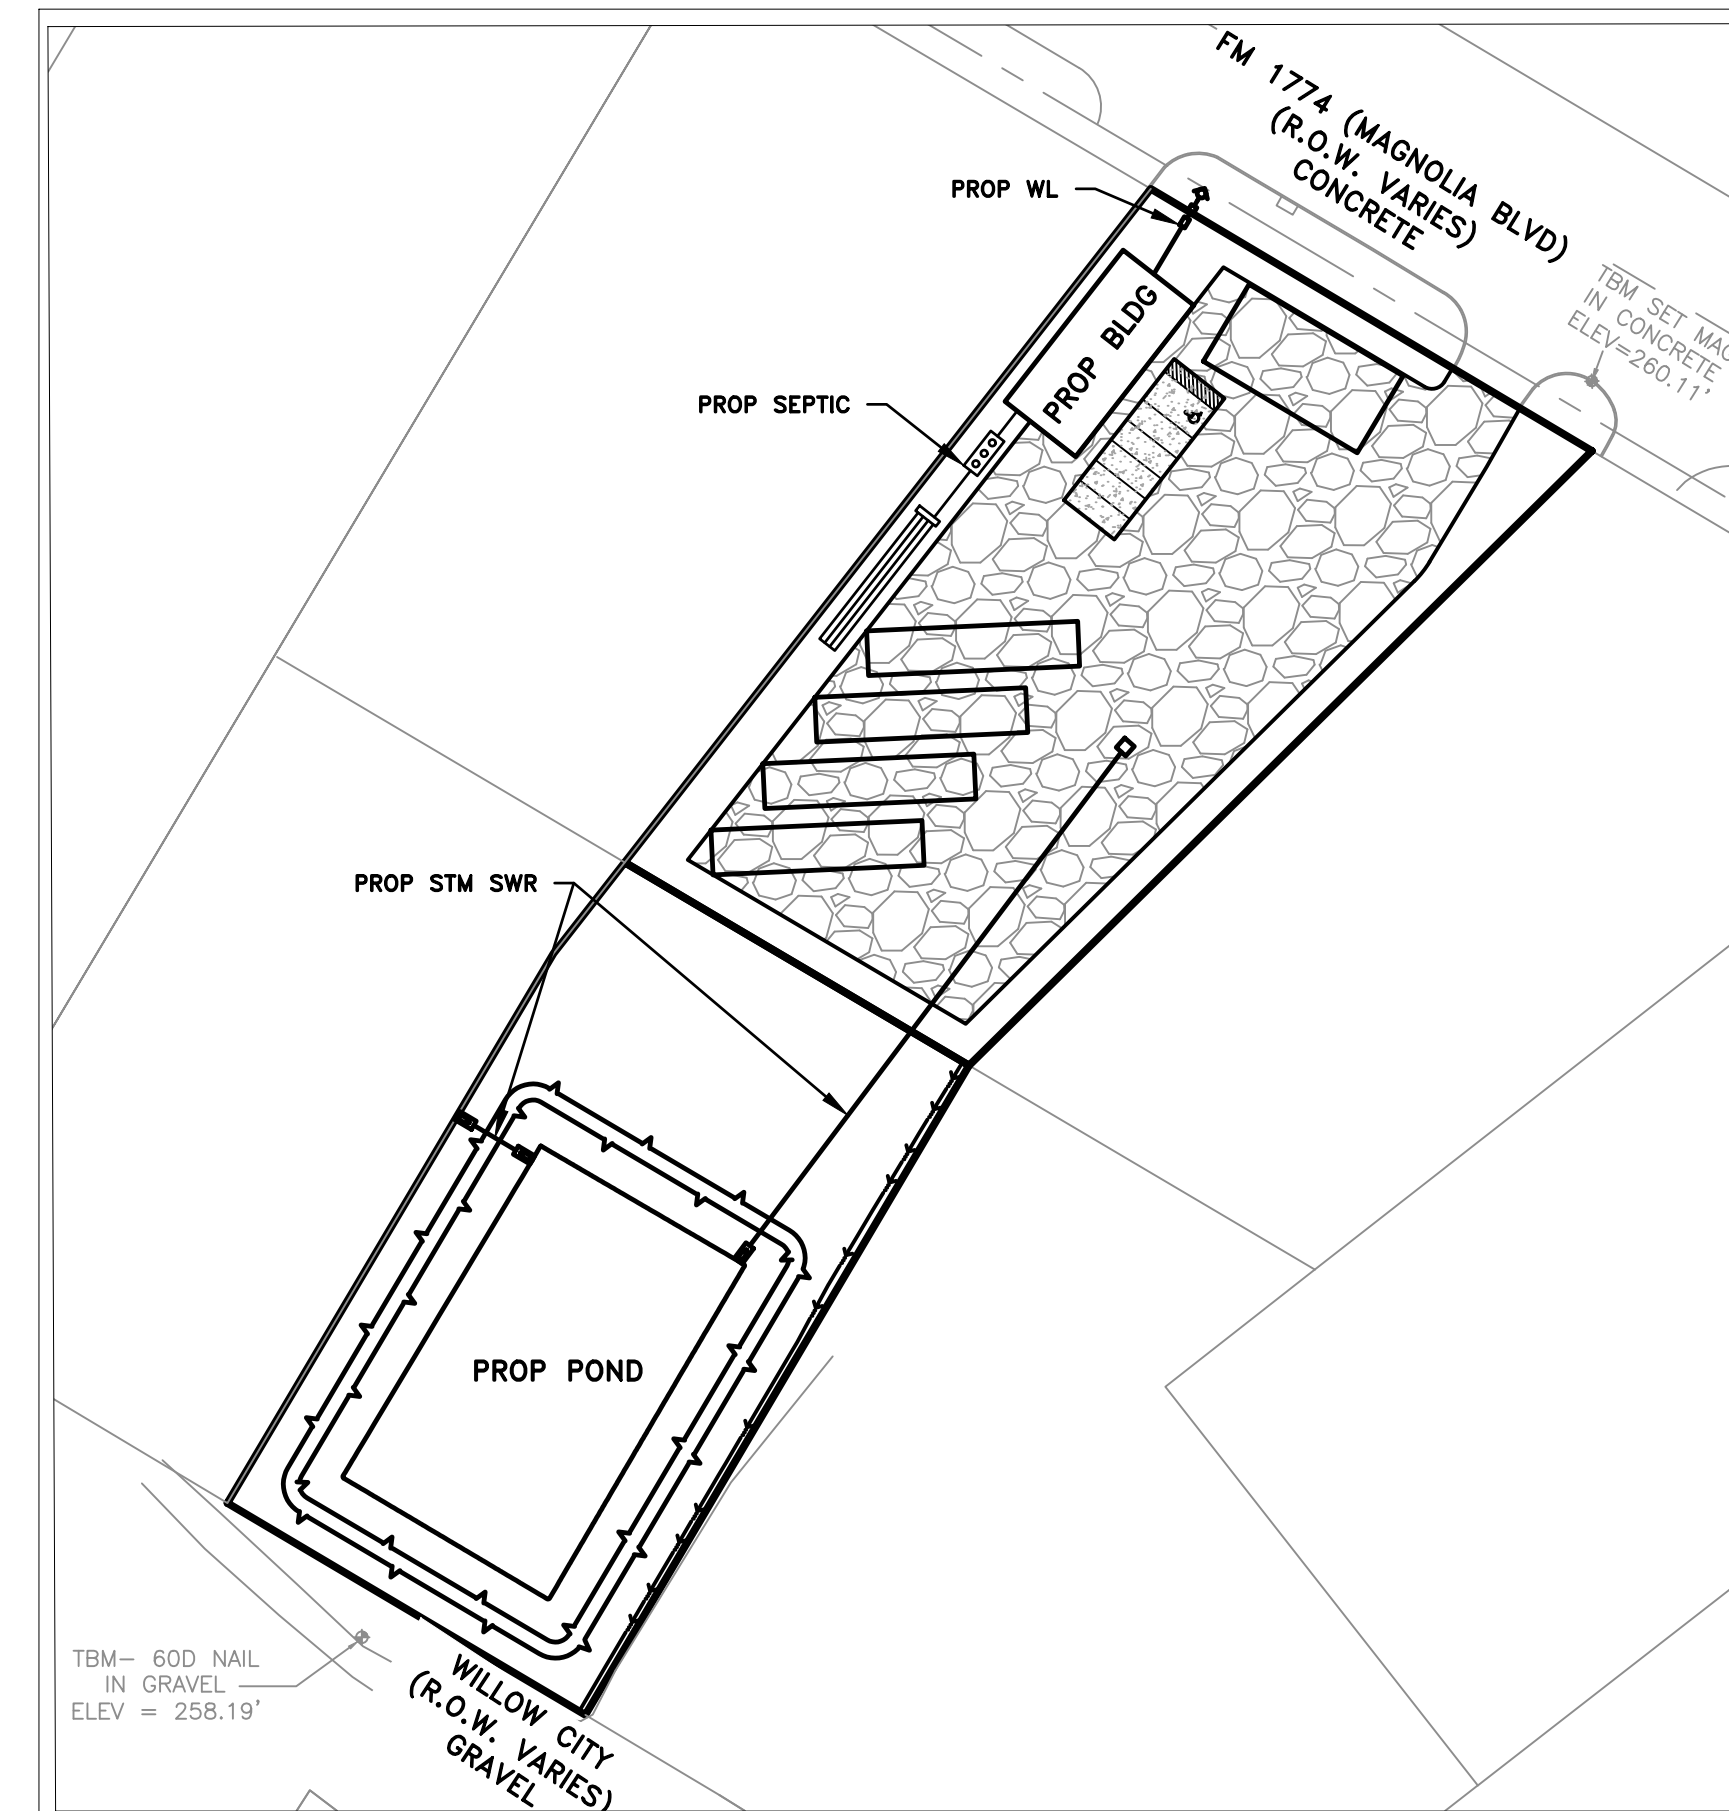 FM 1774 (MAGNOLIA BLVD)
(R.O.W. VARIES)
CONCRETE
PROP WL
TBM SET MAG
IN CONCRETE
ELEV=260.11'
PROP BLDG
PROP SEPTIC
PROP STM SWR
PROP POND
TBM- 60D NAIL
IN GRAVEL
ELEV = 258.19'
WILLOW CITY
(R.O.W. VARIES)
GRAVEL